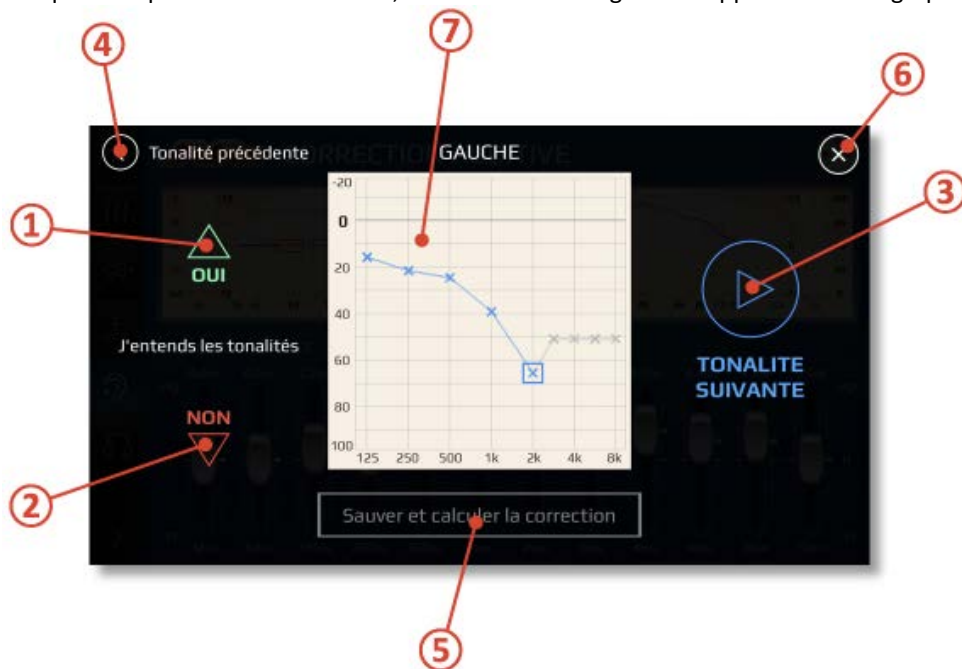 4
7
6
Tonalité précédente
GAUCHE
3
1
OUI
J'entends les tonalités
NON
2
-20
0
20
40
60
80
100
125 250 500 1k 2k 4k 8k
TONALITE
SUIVANTE
Sauver et calculer la correction
5